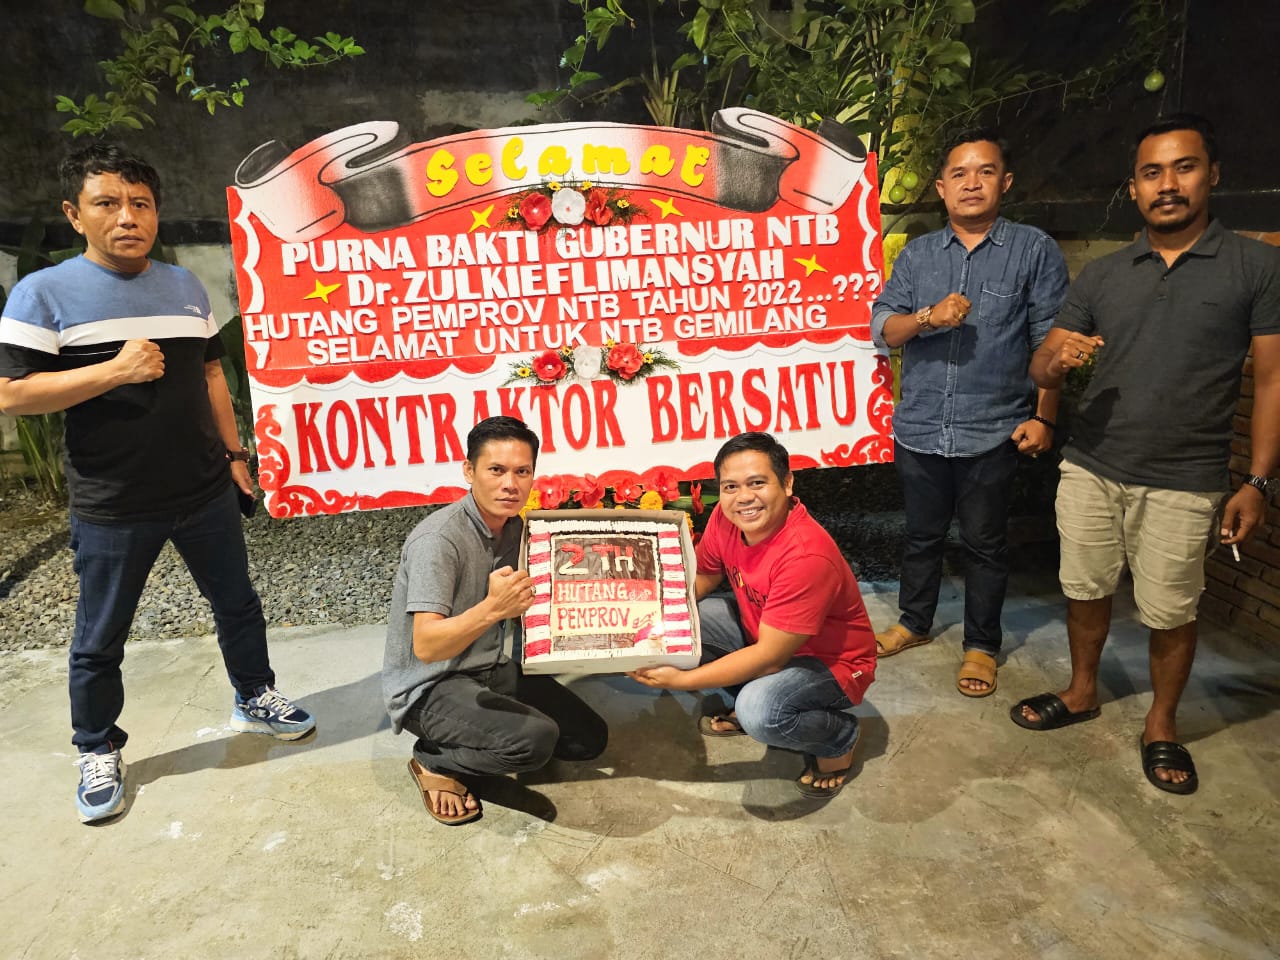 Selamat
PURNA BAKTI GUBERNUR NTB
Dr. ZULKIEFLIMANSYAH
HUTANG PEMPROV NTB TAHUN 2022...???
SELAMAT UNTUK NTB GEMILANG
KONTRAKTOR BERSATU
2 TH
HUTANG
PEMPROV